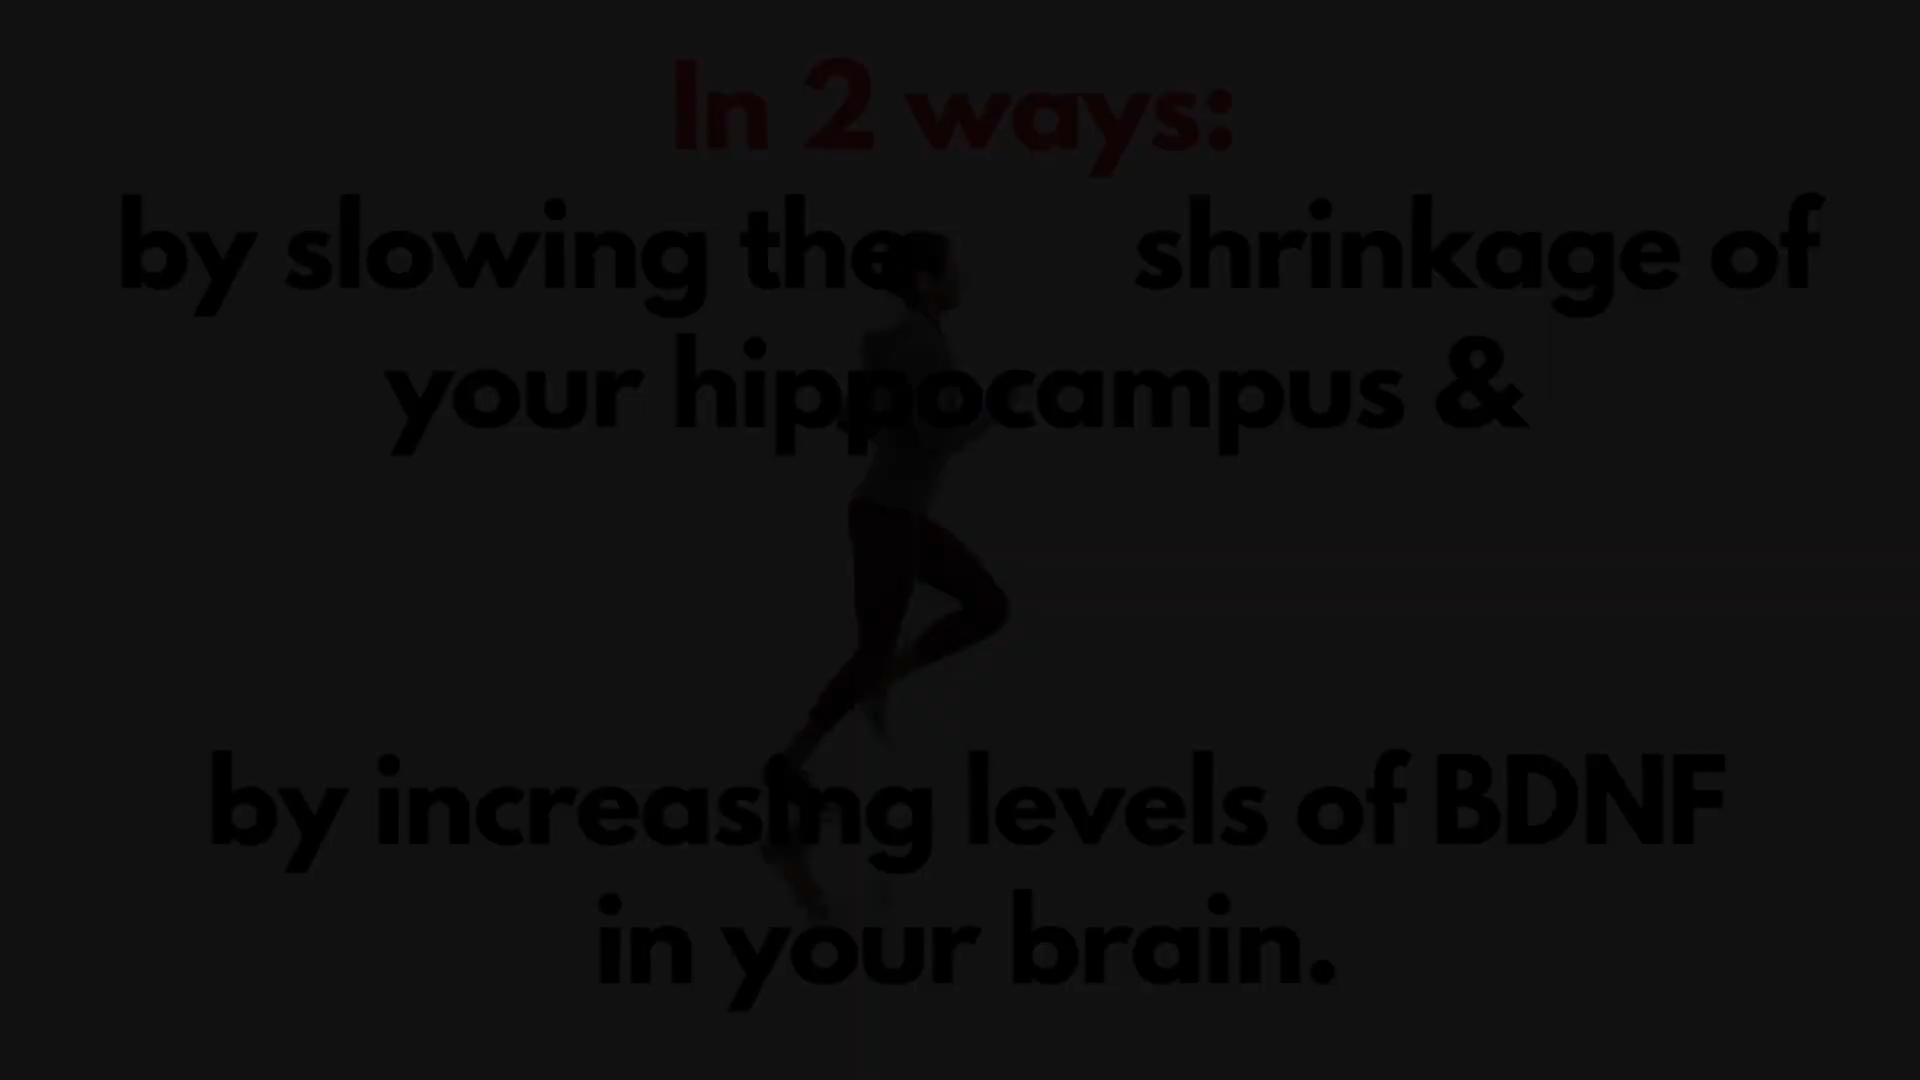 In 2 ways:
by slowing the shrinkage of
your hippocampus &
by increasing levels of BDNF
in your brain.